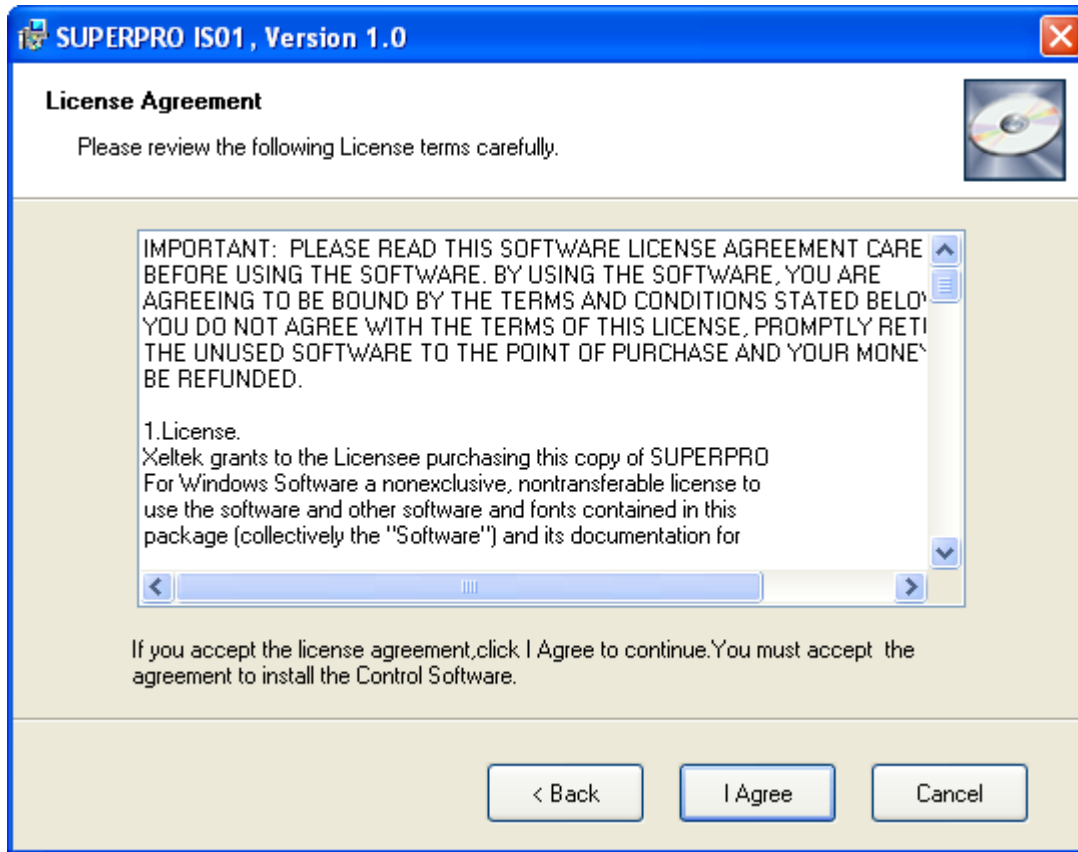 SUPERPRO IS01, Version 1.0
License Agreement
Please review the following License terms carefully.
IMPORTANT:  PLEASE READ THIS SOFTWARE LICENSE AGREEMENT CARE
BEFORE USING THE SOFTWARE. BY USING THE SOFTWARE, YOU ARE
AGREEING TO BE BOUND BY THE TERMS AND CONDITIONS STATED
YOU DO NOT AGREE WITH THE TERMS OF THIS LICENSE, PROMPTLY
THE UNUSED SOFTWARE TO THE POINT OF PURCHASE AND YOUR
BE REFUNDED.
1.License.
Xeltek grants to the Licensee purchasing this copy of SUPERPRO
For Windows Software a nonexclusive, nontransferable license to
use the software and other software and fonts contained in this
package (collectively the "Software") and its documentation for
If you accept the license agreement,click I Agree to continue.You must accept  the
agreement to install the Control Software.
< Back
I Agree
Cancel